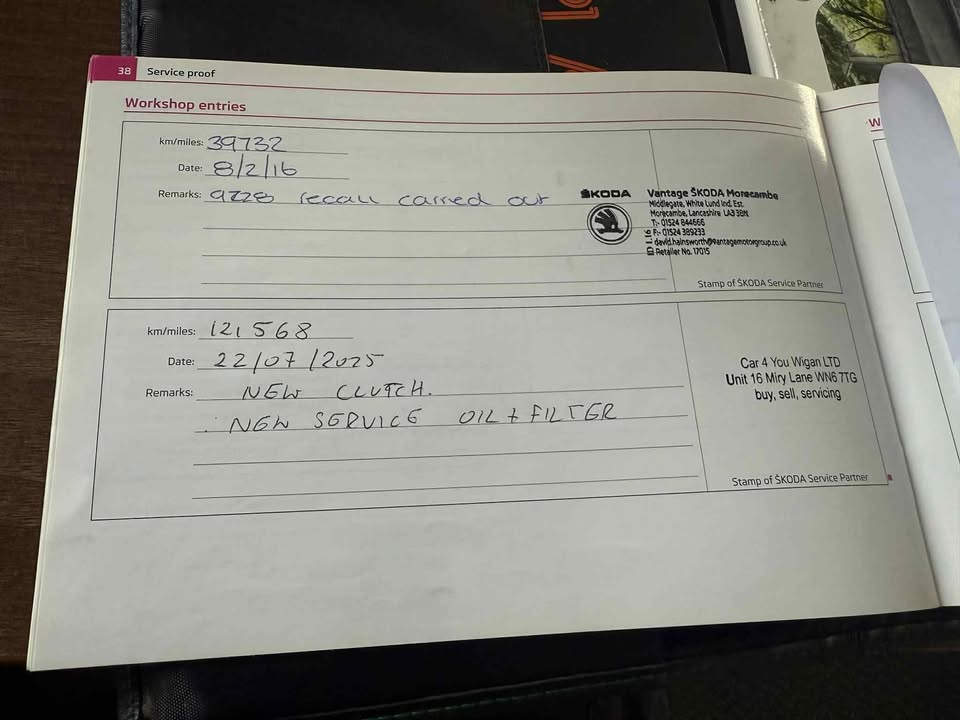 38 Service proof
Workshop entries
km/miles: 39732
Date: 8/2/16
Remarks: recall carried out
ŠKODA
Vantage ŠKODA Morecambe
Middlegate, White Lund Ind. Est.
Morecambe, Lancashire LA3 3BN
T:- 01524 844666
F:- 01524 389233
david.hainsworth@vantagemotorgroup.co.uk
Retailer No. 17015
Stamp of ŠKODA Service Partner
km/miles: 121568
Date: 22/07/2025
Remarks: NEW CLUTCH.
NEW SERVICE OIL + FILTER
Car 4 You Wigan LTD
Unit 16 Miry Lane WN6 7TG
buy, sell, servicing
Stamp of ŠKODA Service Partner